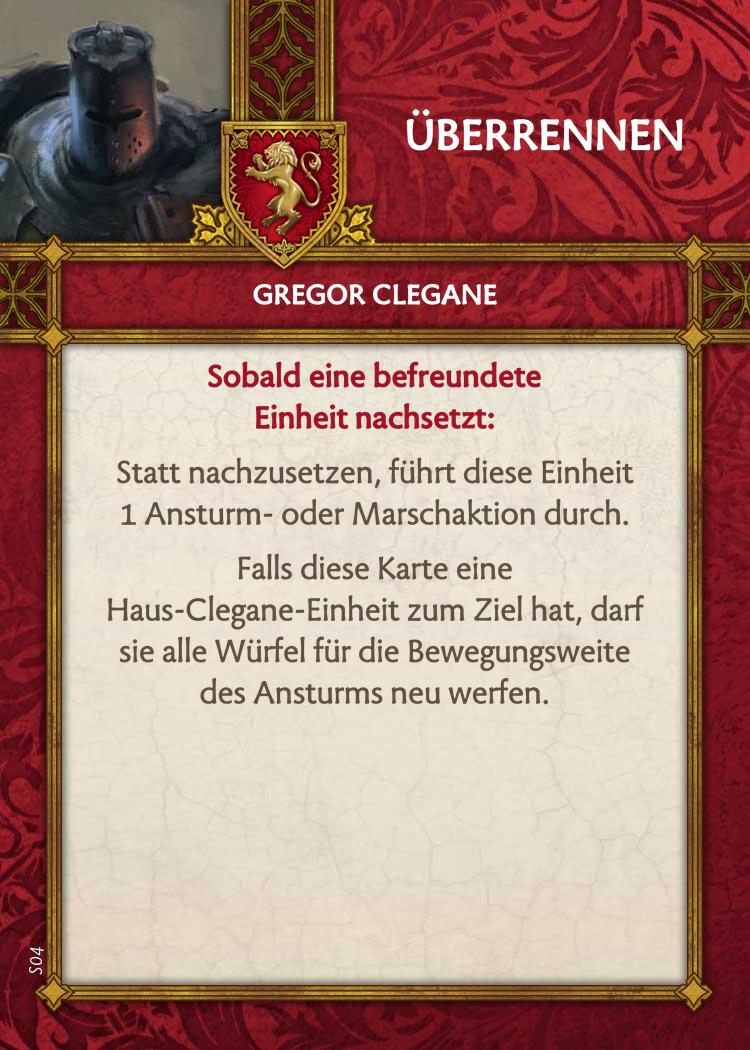 ÜBERRENNEN
GREGOR CLEGANE
Sobald eine befreundete
Einheit nachsetzt:
Statt nachzusetzen, führt diese Einheit
1 Ansturm- oder Marschaktion durch.
Falls diese Karte eine
Haus-Clegane-Einheit zum Ziel hat, darf
sie alle Würfel für die Bewegungsweite
des Ansturms neu werfen.
S04